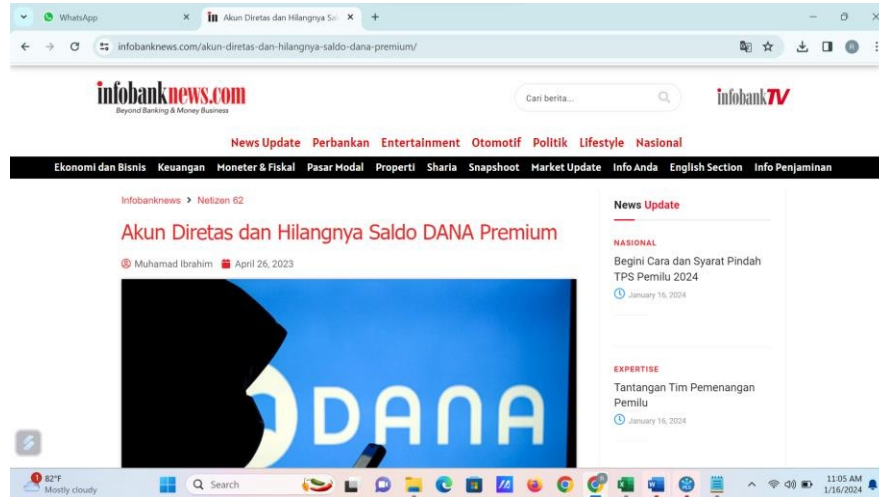 WhatsApp
Akun Diretas dan Hilangnya Sal
infobanknews.com/akun-diretas-dan-hilangnya-saldo-dana-premium/
infobanknews.com
Beyond Banking & Money Business
Cari berita...
infobankTV
News Update Perbankan Entertainment Otomotif Politik Lifestyle Nasional
Ekonomi dan Bisnis Keuangan Moneter & Fiskal Pasar Modal Properti Sharia Snapshoot Market Update Info Anda English Section Info Penjaminan
Infobanknews > Netizen 62
Akun Diretas dan Hilangnya Saldo DANA Premium
Muhamad Ibrahim April 26, 2023
DANA
News Update
NASIONAL
Begini Cara dan Syarat Pindah
TPS Pemilu 2024
January 16, 2024
EXPERTISE
Tantangan Tim Pemenangan
Pemilu
January 16, 2024
82°F
Mostly cloudy
Search
11:05 AM
1/16/2024